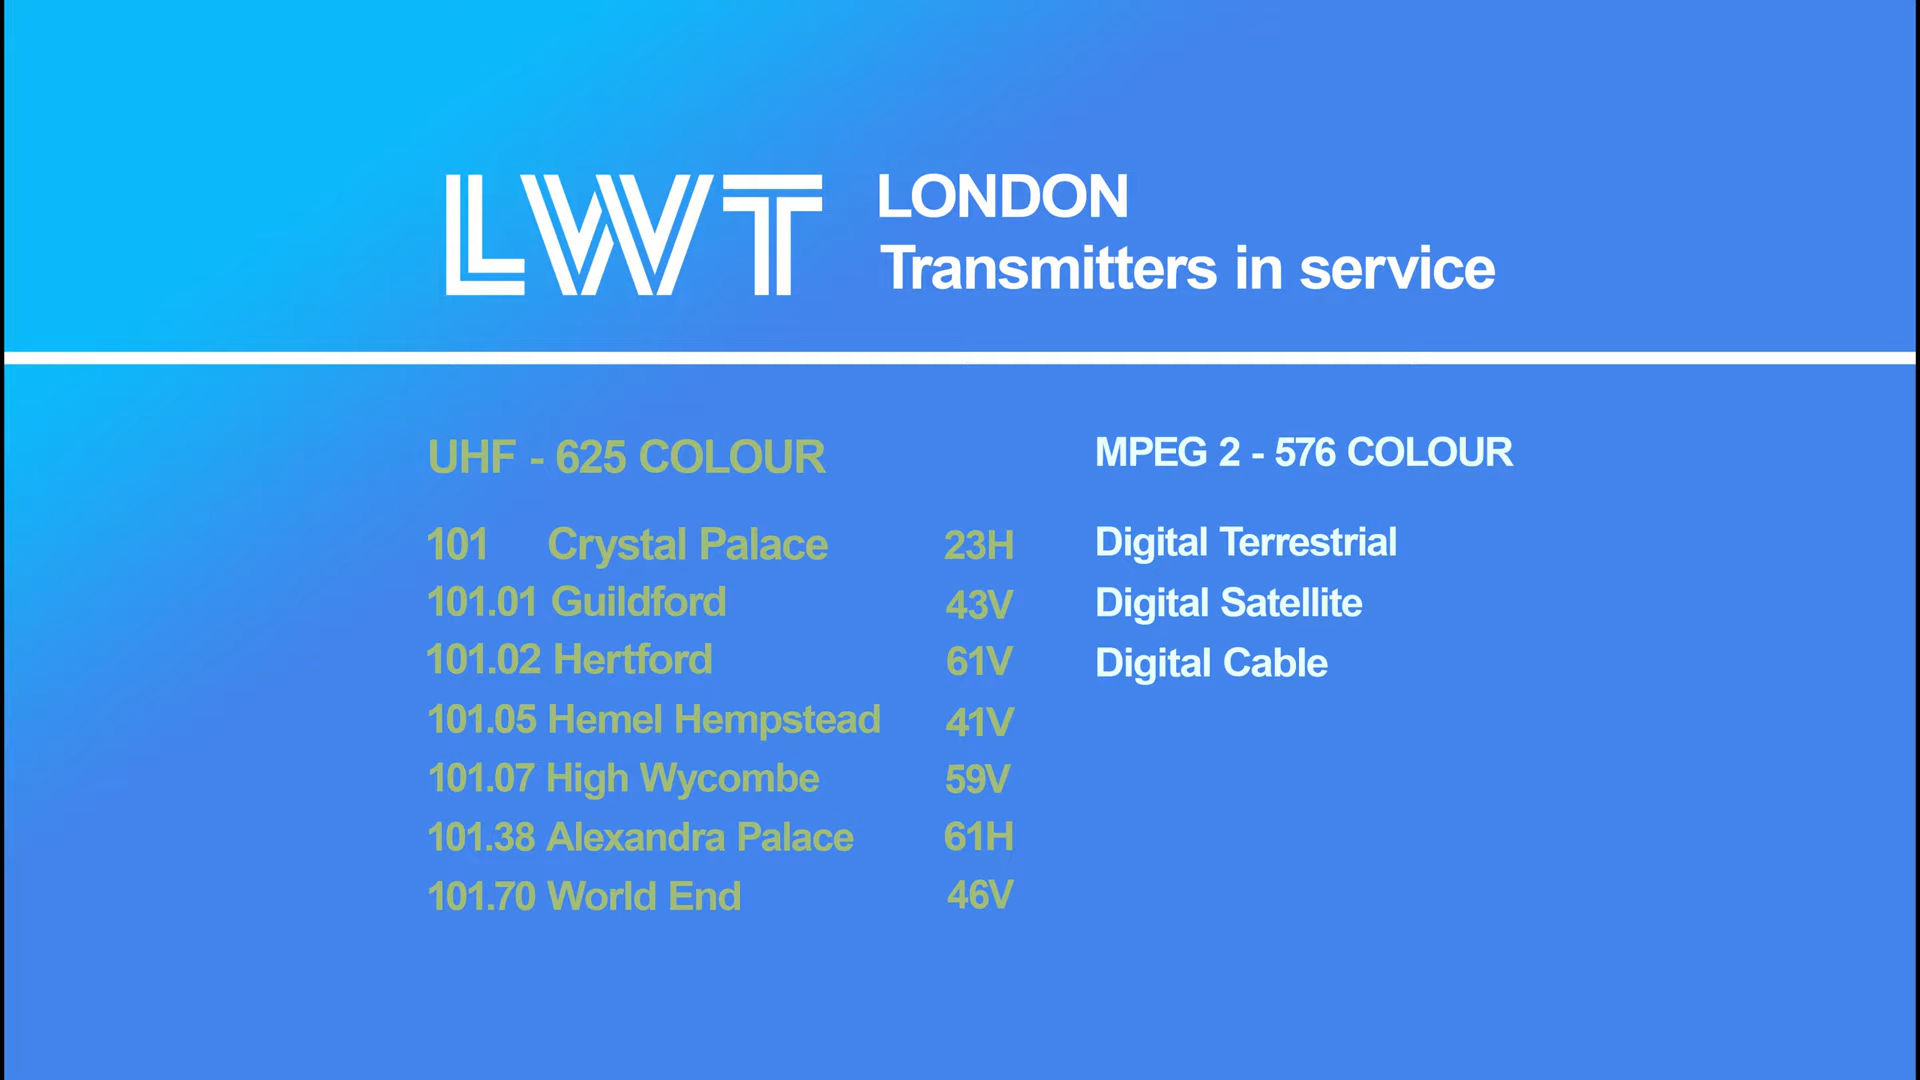 LWT LONDON
Transmitters in service
UHF - 625 COLOUR
101 Crystal Palace 23H
101.01 Guildford 43V
101.02 Hertford 61V
101.05 Hemel Hempstead 41V
101.07 High Wycombe 59V
101.38 Alexandra Palace 61H
101.70 World End 46V
MPEG 2 - 576 COLOUR
Digital Terrestrial
Digital Satellite
Digital Cable